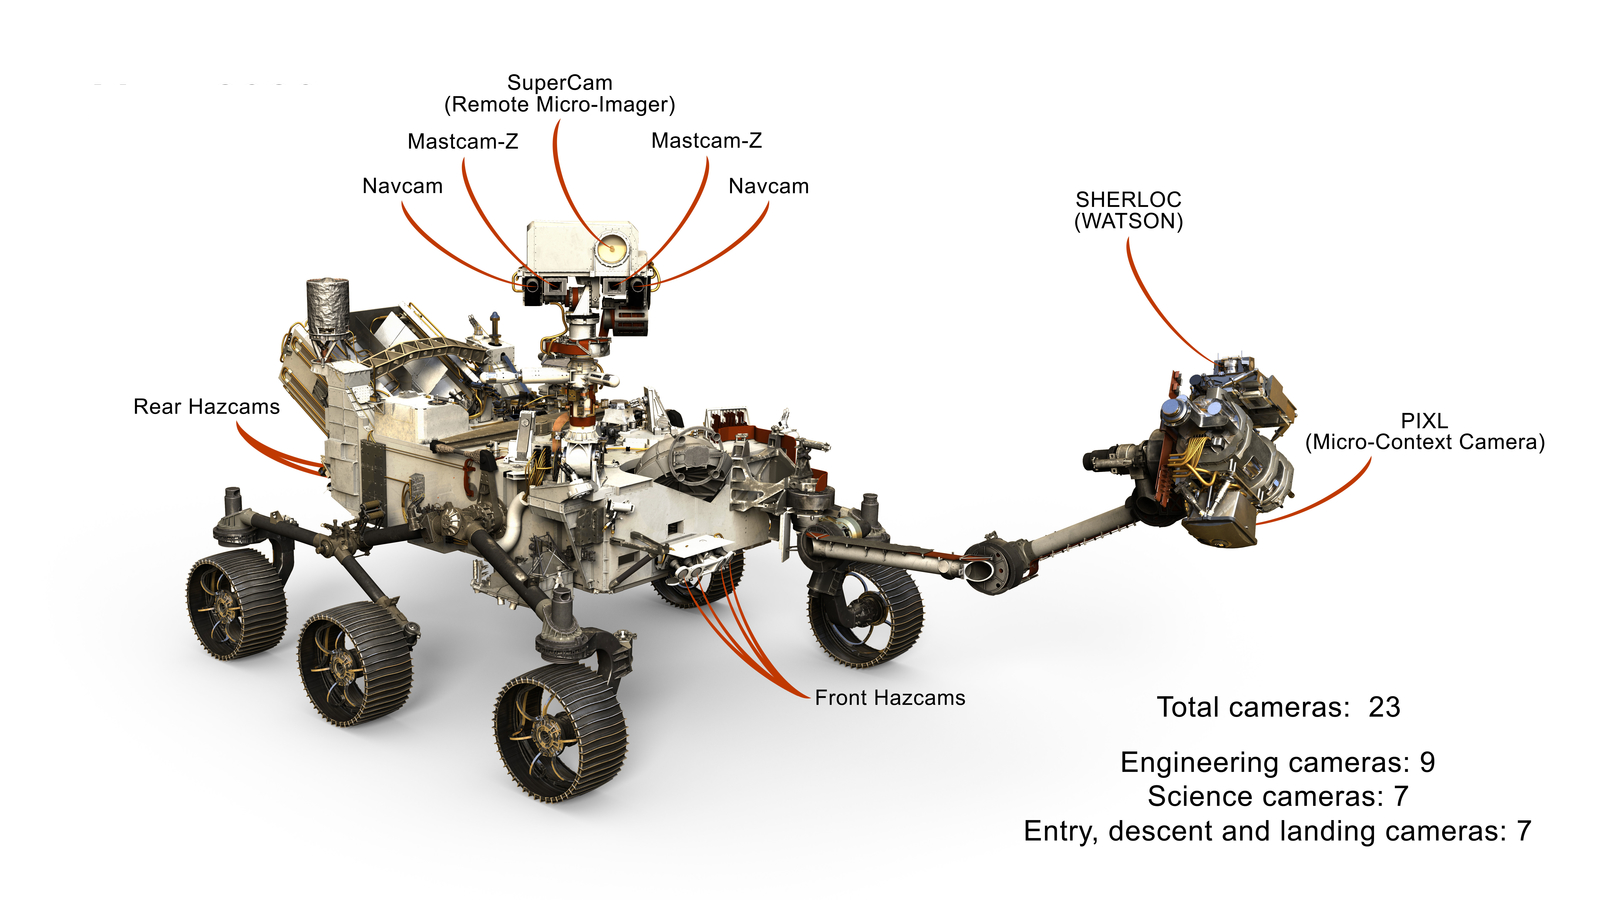 SuperCam
(Remote Micro-Imager)
Mastcam-Z
Mastcam-Z
Navcam
Navcam
SHERLOC
(WATSON)
Rear Hazcams
PIXL
(Micro-Context Camera)
Front Hazcams
Total cameras: 23
Engineering cameras: 9
Science cameras: 7
Entry, descent and landing cameras: 7